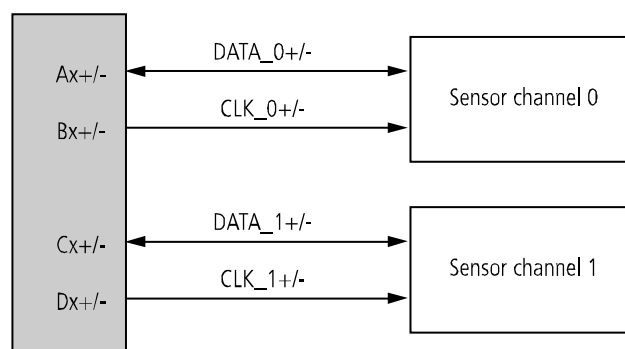 DATA_0+/-
Ax+/-
Sensor channel 0
CLK_0+/-
Bx+/-
DATA_1+/-
Cx+/-
Sensor channel 1
CLK_1+/-
Dx+/-